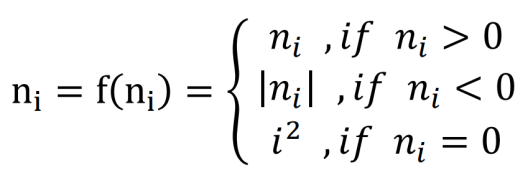 nᵢ , if nᵢ > 0
nᵢ = f(nᵢ) = { |nᵢ| , if nᵢ < 0
i² , if nᵢ = 0